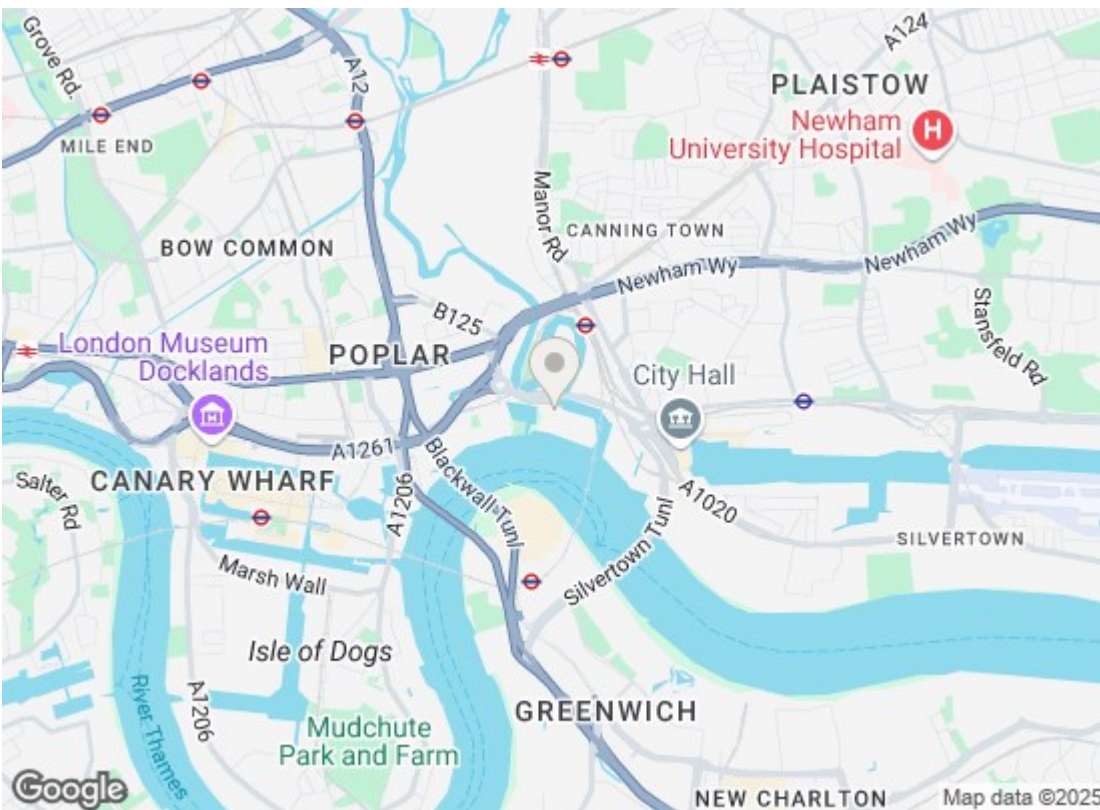 Grove Rd.
A12
A124
PLAISTOW
Newham
University Hospital
H
MILE END
Manor Rd
CANNING TOWN
BOW COMMON
Newham Wy
Newham Wy
B125
Stansfeld Rd
London Museum
Docklands
POPLAR
City Hall
A1261
CANARY WHARF
Blackwall Tunl
Salter Rd
A1206
A1020
Silvertown Tunl
SILVERTOWN
Marsh Wall
Isle of Dogs
River Thames
A1206
GREENWICH
Mudchute
Park and Farm
Google
NEW CHARLTON
Map data ©2025